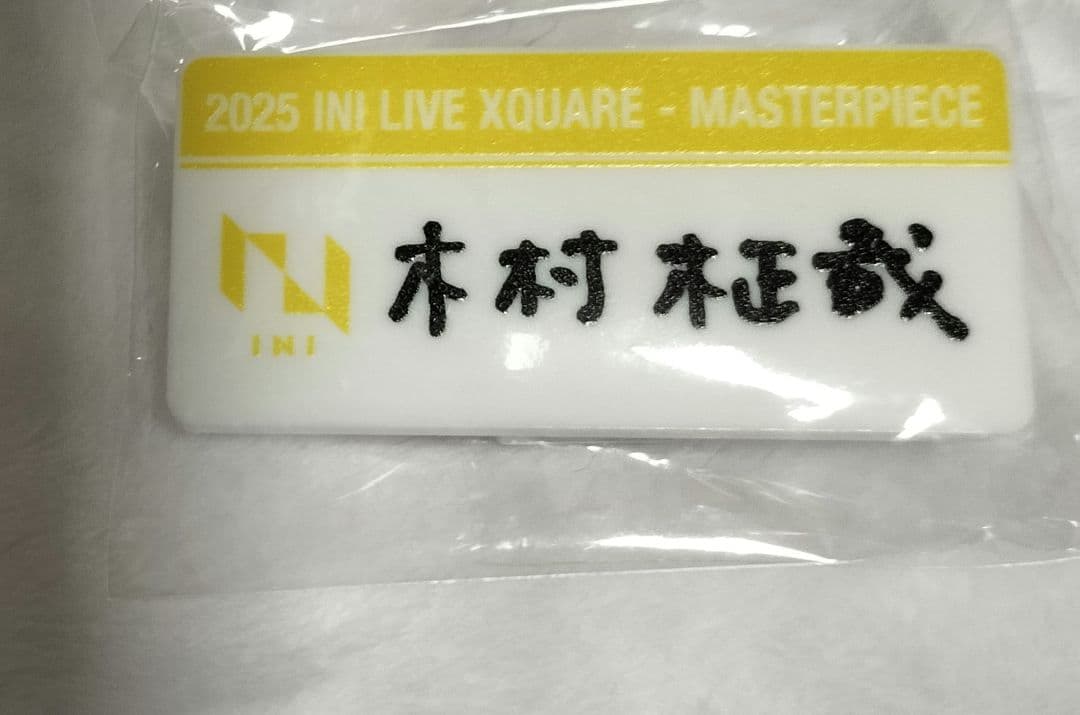 2025 INI LIVE XQUARE - MASTERPIECE
木村 柾哉
INI